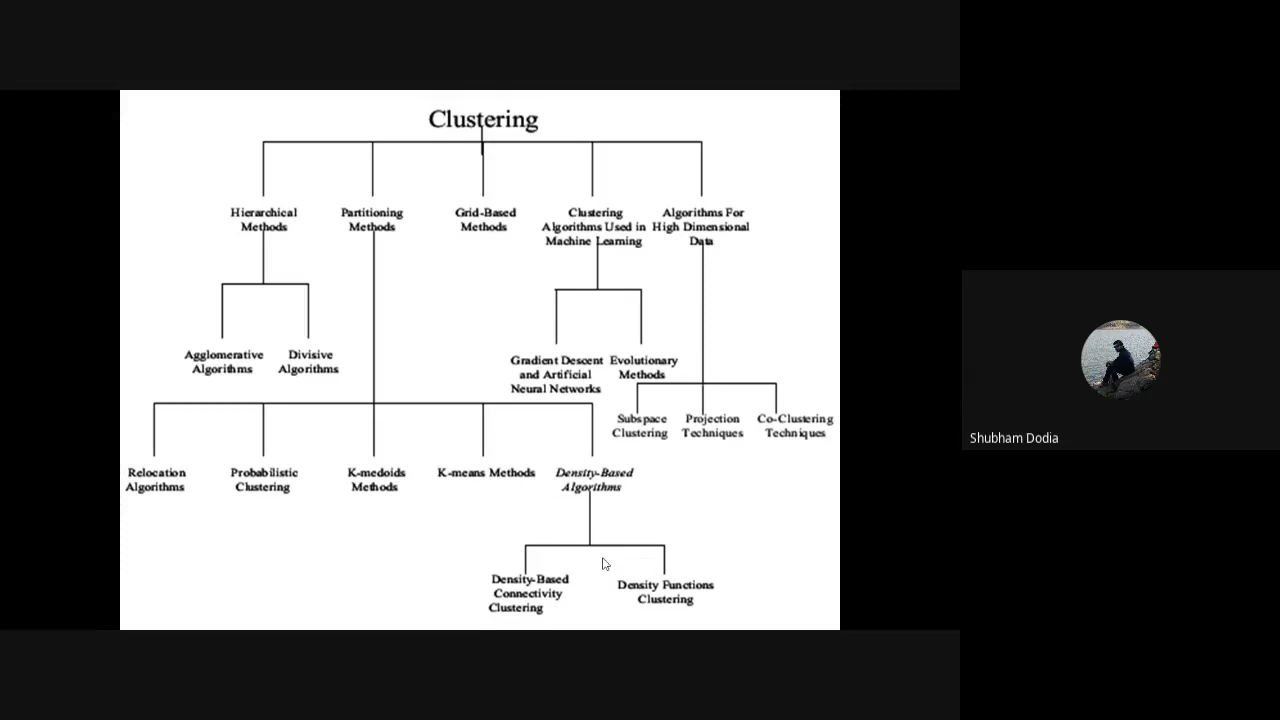 Clustering
Hierarchical
Methods
Partitioning
Methods
Grid-Based
Methods
Clustering
Algorithms Used in
Machine Learning
Algorithms For
High Dimensional
Data
Agglomerative
Algorithms
Divisive
Algorithms
Gradient Descent
and Artificial
Neural Networks
Evolutionary
Methods
Subspace
Clustering
Projection
Techniques
Co-Clustering
Techniques
Relocation
Algorithms
Probabilistic
Clustering
K-medoids
Methods
K-means Methods
Density-Based
Algorithms
Density-Based
Connectivity
Clustering
Density Functions
Clustering
Shubham Dodia